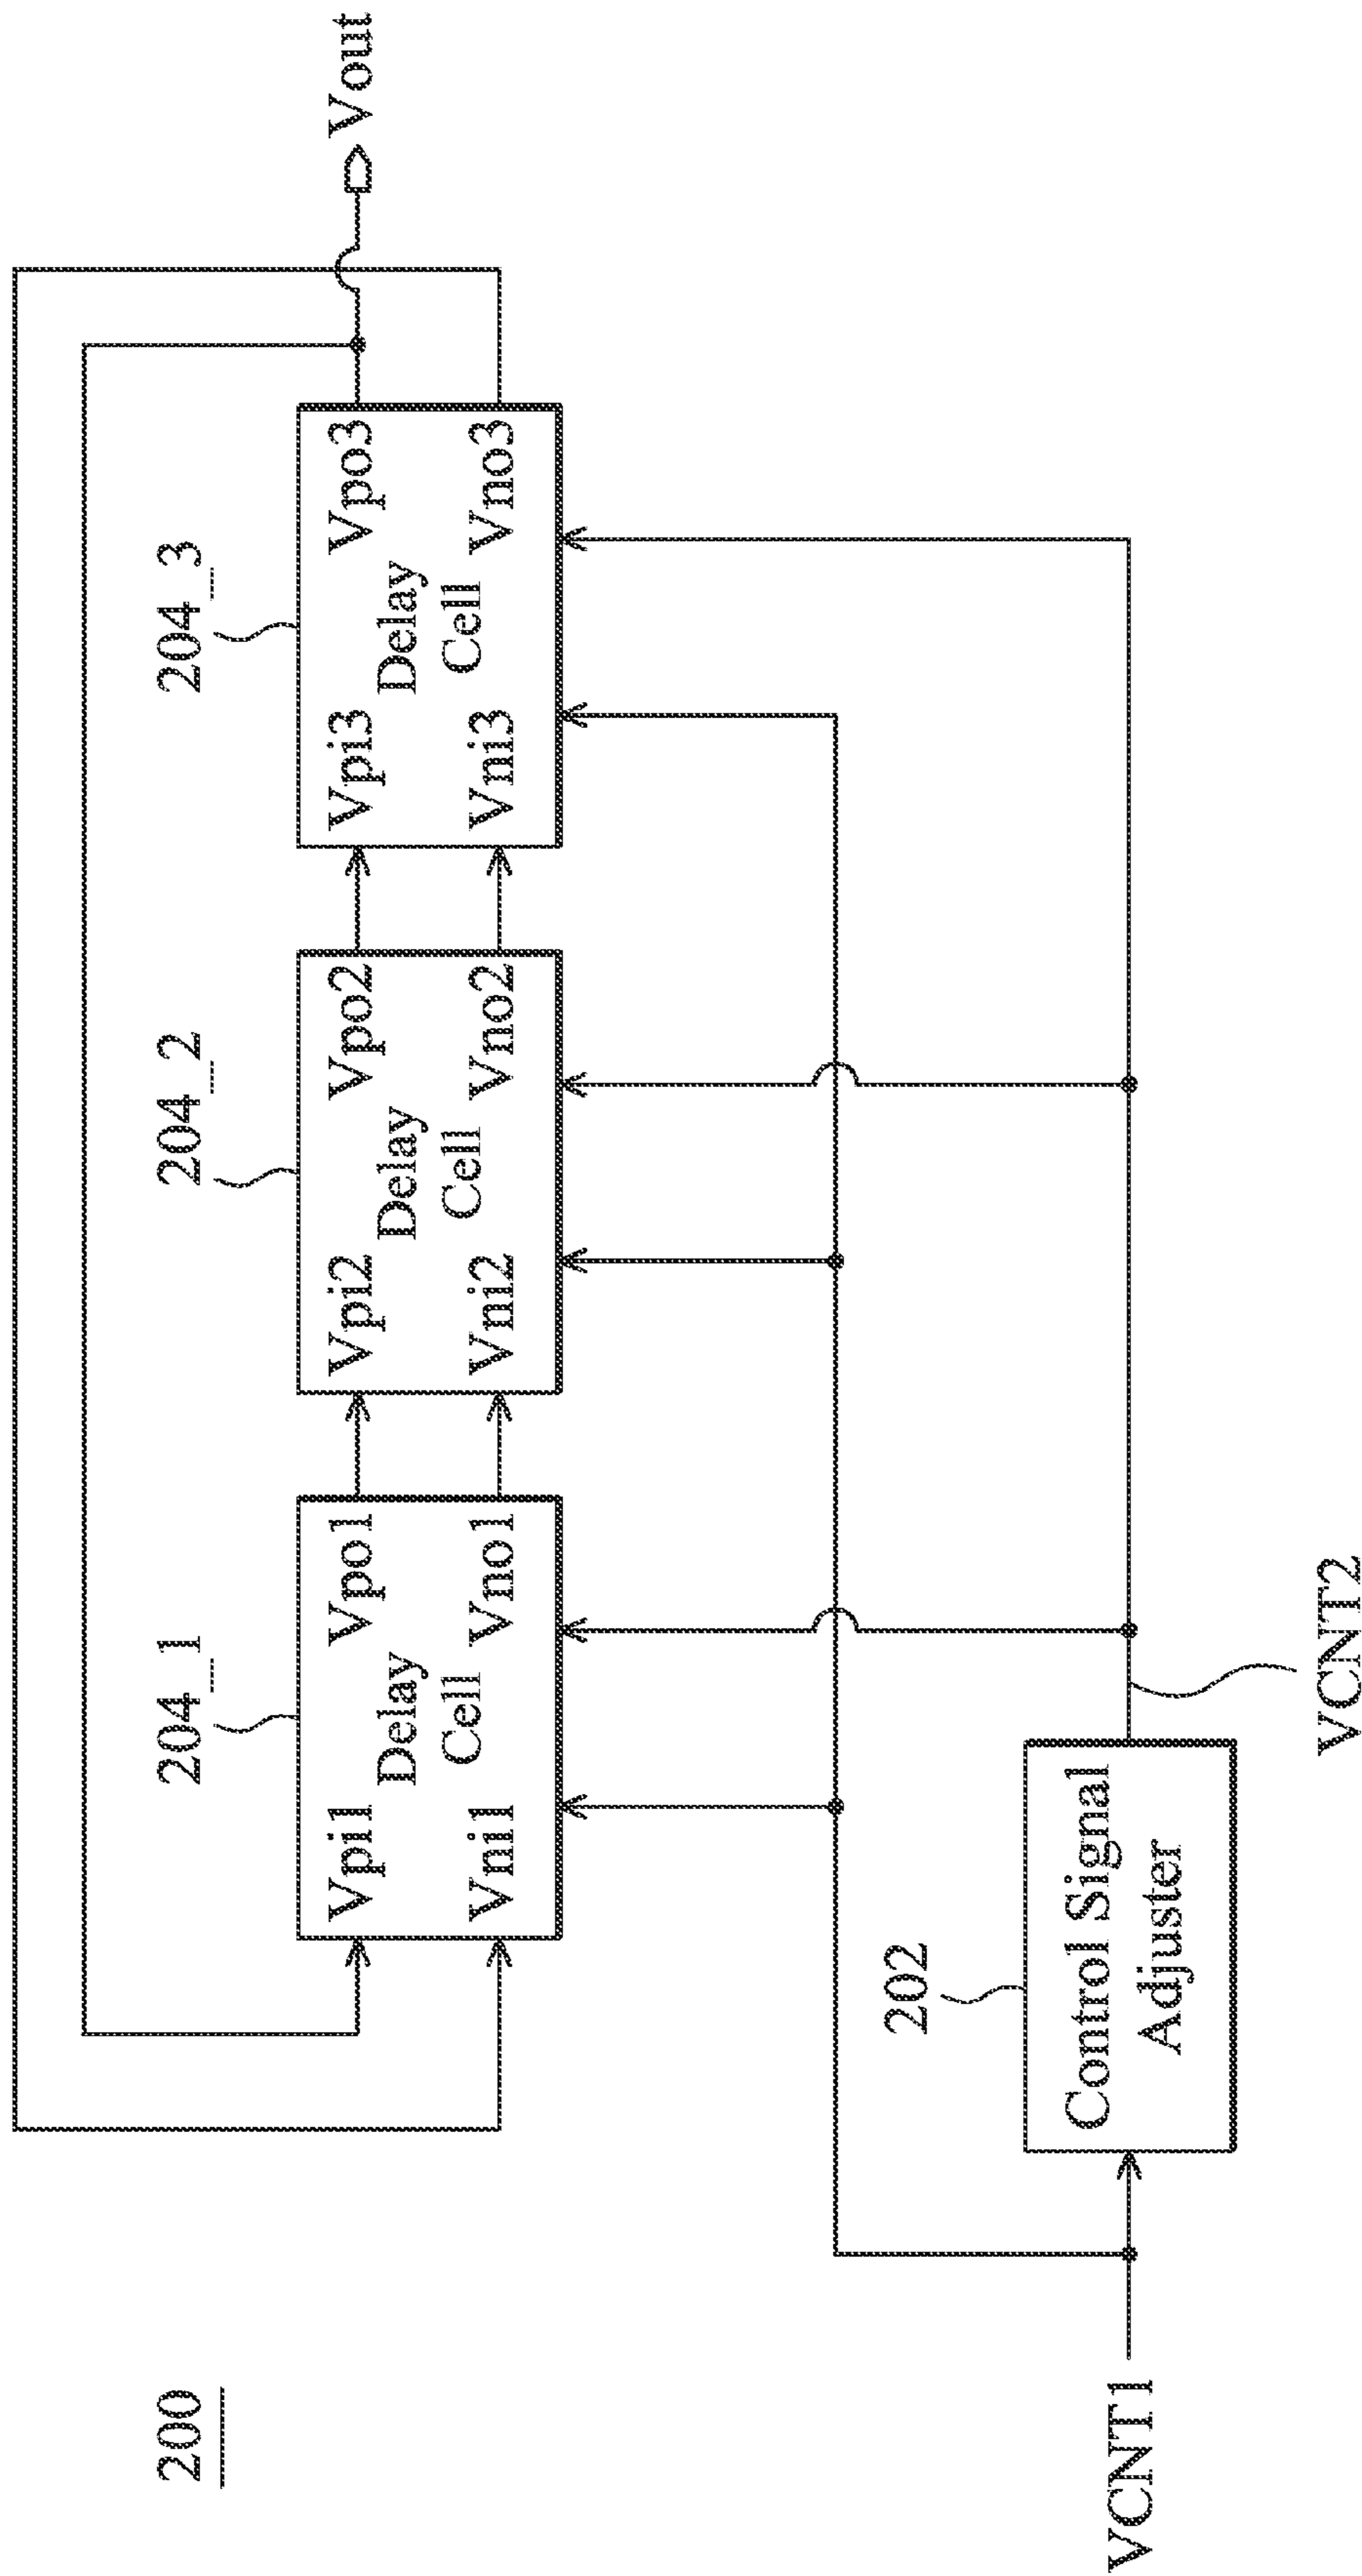 200
204_1
204_2
204_3
Vpi1
Vpo1
Delay
Cell
Vni1
Vno1
Vpi2
Vpo2
Delay
Cell
Vni2
Vno2
Vpi3
Vpo3
Delay
Cell
Vni3
Vno3
Vout
202
Control Signal
Adjuster
VCNT1
VCNT2